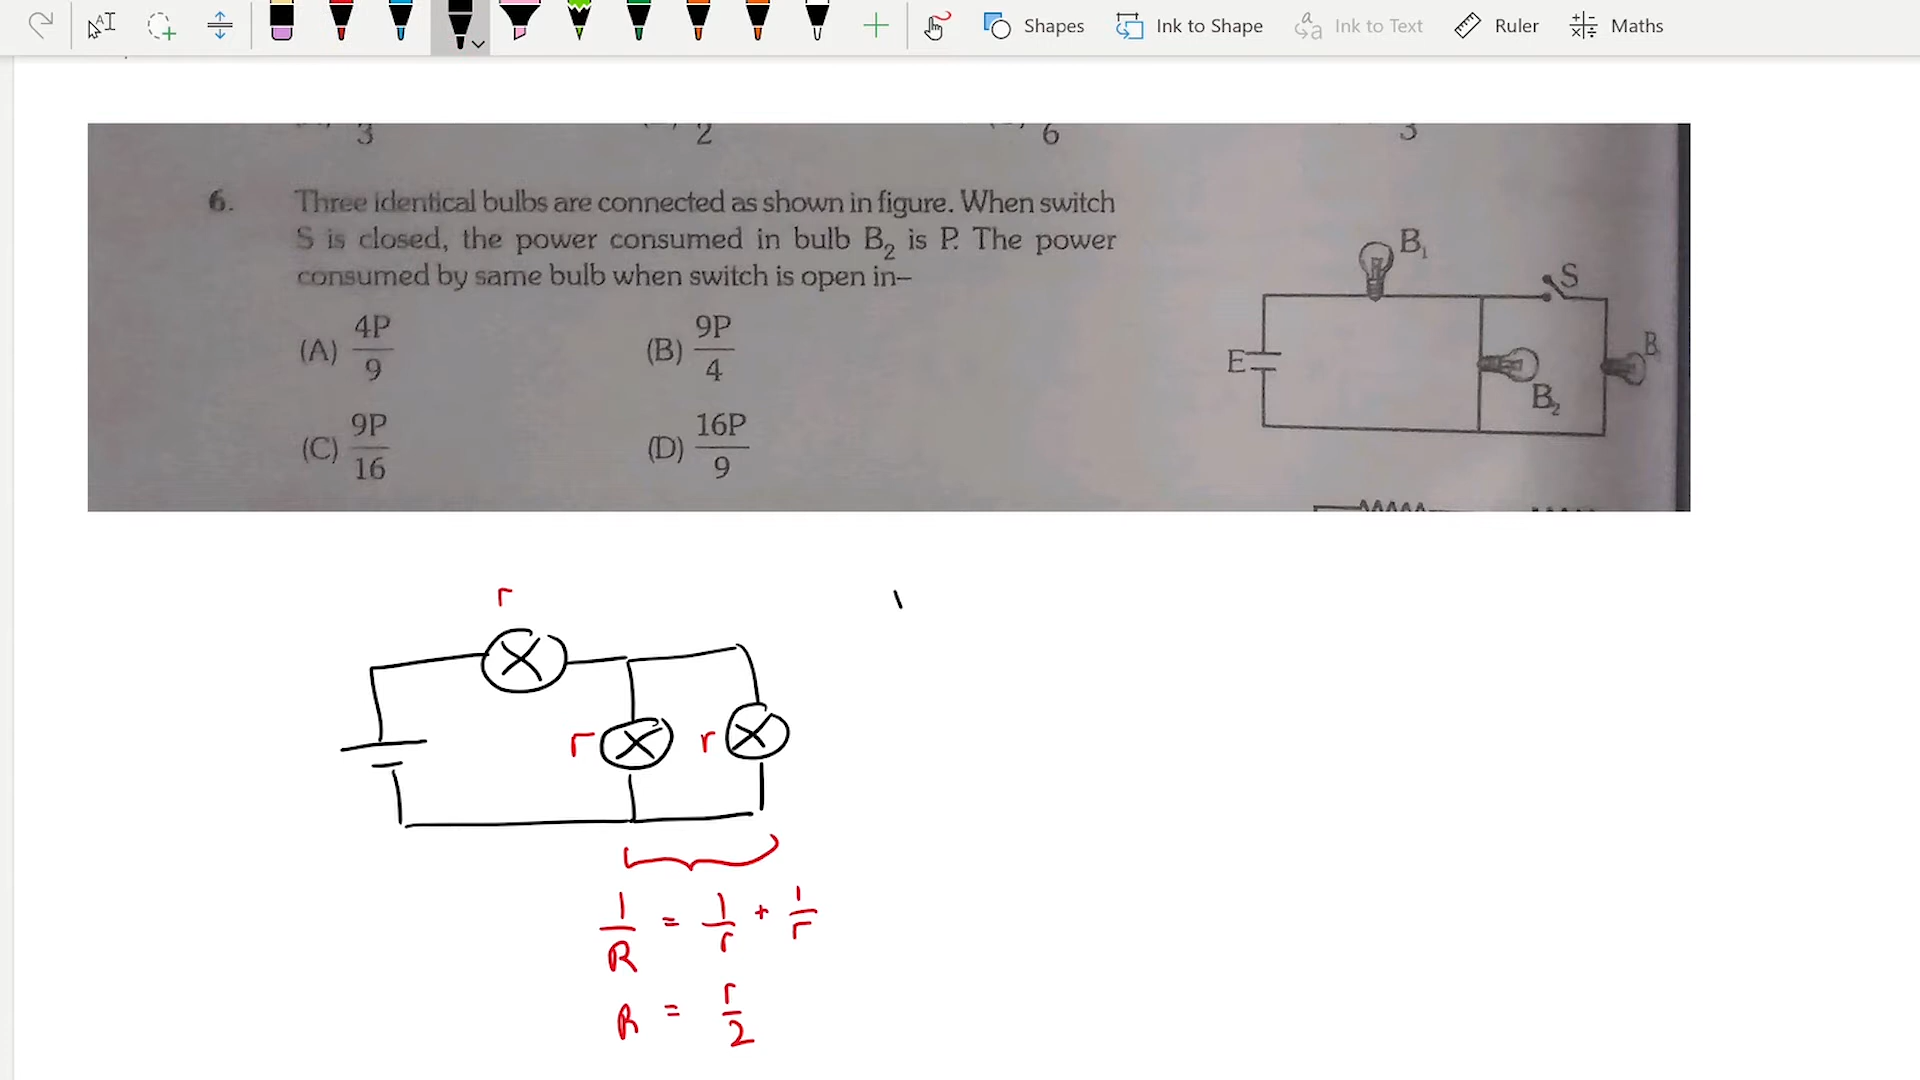 Shapes
Ink to Shape
Ink to Text
Ruler
Maths
3
2
6
3
6. Three identical bulbs are connected as shown in figure. When switch
S is closed, the power consumed in bulb B₂ is P. The power
consumed by same bulb when switch is open in–
(A) 4P/9
(B) 9P/4
(C) 9P/16
(D) 16P/9
B₁
S
E
B₂
B
r
r
r
1/R = 1/r + 1/r
R = r/2